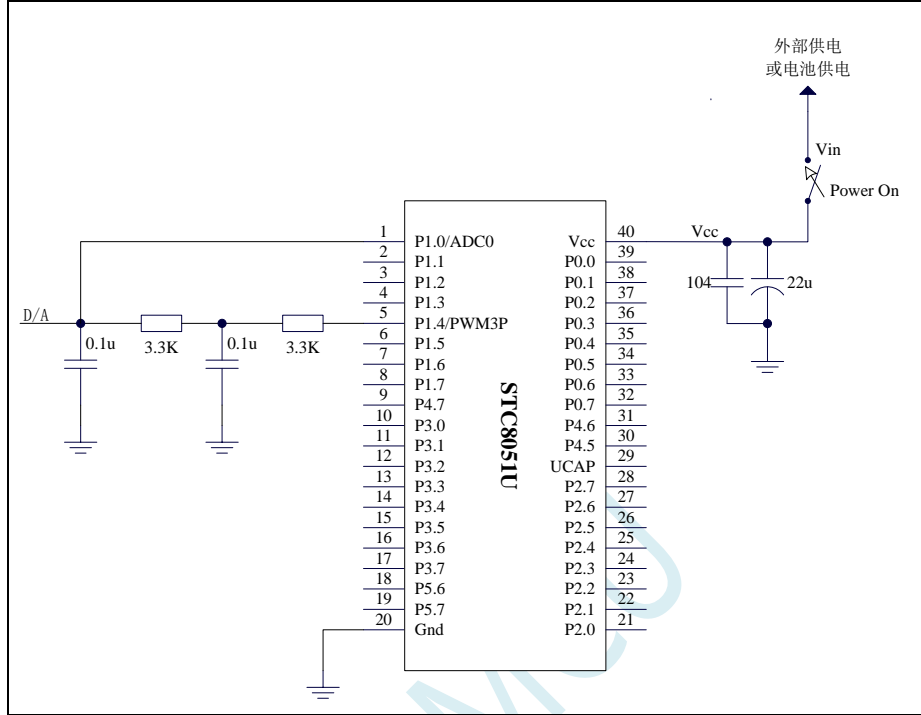 外部供电
或电池供电
Vin
Power On
Vcc
104
22u
D/A
0.1u
3.3K
0.1u
3.3K
STC8051U
1 P1.0/ADC0
2 P1.1
3 P1.2
4 P1.3
5 P1.4/PWM3P
6 P1.5
7 P1.6
8 P1.7
9 P4.7
10 P3.0
11 P3.1
12 P3.2
13 P3.3
14 P3.4
15 P3.5
16 P3.6
17 P3.7
18 P5.6
19 P5.7
20 Gnd
Vcc 40
P0.0 39
P0.1 38
P0.2 37
P0.3 36
P0.4 35
P0.5 34
P0.6 33
P0.7 32
P4.6 31
P4.5 30
UCAP 29
P2.7 28
P2.6 27
P2.5 26
P2.4 25
P2.3 24
P2.2 23
P2.1 22
P2.0 21
MCU